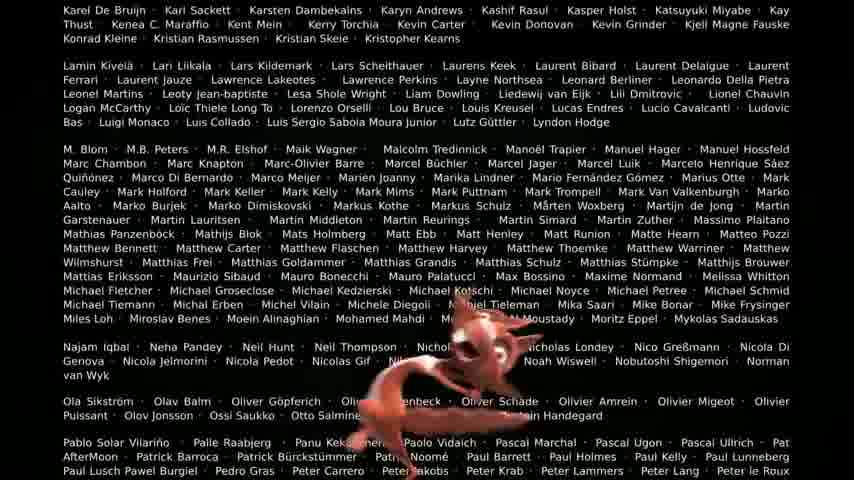 Karel De Bruijn · Karl Sackett · Karsten Dambekalns · Karyn Andrews · Kashif Rasul · Kasper Holst · Katsuyuki Miyabe · Kay
Thust · Kenea C. Maraffio · Kent Mein · Kerry Torchia · Kevin Carter · Kevin Donovan · Kevin Grinder · Kjell Magne Fauske
Konrad Kleine · Kristian Rasmussen · Kristian Skeie · Kristopher Kearns
Lamin Kivelä · Lari Liikala · Lars Kildemark · Lars Scheithauer · Laurens Keek · Laurent Bibard · Laurent Delaigue · Laurent
Ferrari · Laurent Jauze · Lawrence Lakeotes · Lawrence Perkins · Layne Northsea · Leonard Berliner · Leonardo Della Pietra
Leonel Martins · Leoty Jean-baptiste · Lesa Shole Wright · Liam Dowling · Liedewij van Eijk · Lili Dmitrovic · Lionel Chauvin
Logan McCarthy · Loïc Thiele Long To · Lorenzo Orselli · Lou Bruce · Louis Kreusel · Lucas Endres · Lucio Cavalcanti · Ludovic
Bas · Luigi Monaco · Luis Collado · Luis Sergio Saboia Moura Junior · Lutz Güttler · Lyndon Hodge
M. Blom · M.B. Peters · M.R. Elshof · Maik Wagner · Malcolm Tredinnick · Manoël Trapier · Manuel Hager · Manuel Hossfeld
Marc Chambon · Marc Knapton · Marc-Olivier Barre · Marcel Büchler · Marcel Jager · Marcel Luik · Marcelo Henrique Sáez
Quiñónez · Marco Di Bernardo · Marco Meijer · Marien Joanny · Marika Lindner · Mario Fernández Gómez · Marius Otte · Mark
Cauley · Mark Holford · Mark Keller · Mark Kelly · Mark Mims · Mark Puttnam · Mark Trompell · Mark Van Valkenburgh · Marko
Aalto · Marko Burjek · Marko Dimiskovski · Markus Kothe · Markus Schulz · Mårten Woxberg · Martijn de Jong · Martin
Garstenauer · Martin Lauritsen · Martin Middleton · Martin Reurings · Martin Simard · Martin Zuther · Massimo Plaitano
Mathias Panzenböck · Mathijs Blok · Mats Holmberg · Matt Ebb · Matt Henley · Matt Runion · Matte Hearn · Matteo Pozzi
Matthew Bennett · Matthew Carter · Matthew Flaschen · Matthew Harvey · Matthew Thoemke · Matthew Warriner · Matthew
Wilmshurst · Matthias Frei · Matthias Goldammer · Matthias Grandis · Matthias Schulz · Matthias Stümpke · Matthijs Brouwer
Mattias Eriksson · Maurizio Sibaud · Mauro Bonecchi · Mauro Palatucci · Max Bossino · Maxime Normand · Melissa Whitton
Michael Fletcher · Michael Groseclose · Michael Kedzierski · Michael Kotschi · Michael Noyce · Michael Petree · Michael Schmid
Michael Tiemann · Michal Erben · Michel Vilain · Michele Diegoli · Tieleman · Mika Saari · Mike Bonar · Mike Frysinger
Miles Loh · Miroslav Benes · Moein Alinaghian · Mohamed Mahdi · Moustady · Moritz Eppel · Mykolas Sadauskas
Najam Iqbal · Neha Pandey · Neil Hunt · Neil Thompson · Nicholas Londey · Nico Greßmann · Nicola Di
Genova · Nicola Jelmorini · Nicola Pedot · Nicolas Gif · Noah Wiswell · Nobutoshi Shigemori · Norman
van Wyk
Ola Sikström · Olav Balm · Oliver Göpferich · Oliver Schade · Olivier Amrein · Olivier Migeot · Olivier
Puissant · Olov Jonsson · Ossi Saukko · Otto Handegard
Pablo Solar Vilariño · Palle Raabjerg · Panu · Paolo Vidaich · Pascal Marchal · Pascal Ugon · Pascal Ullrich · Pat
AfterMoon · Patrick Barroca · Patrick Bürckstümmer · Noomé · Paul Barrett · Paul Holmes · Paul Kelly · Paul Lunneberg
Paul Lusch Pawel Burgiel · Pedro Gras · Peter Carrero · Peter Jakobs · Peter Krab · Peter Lammers · Peter Lang · Peter le Roux